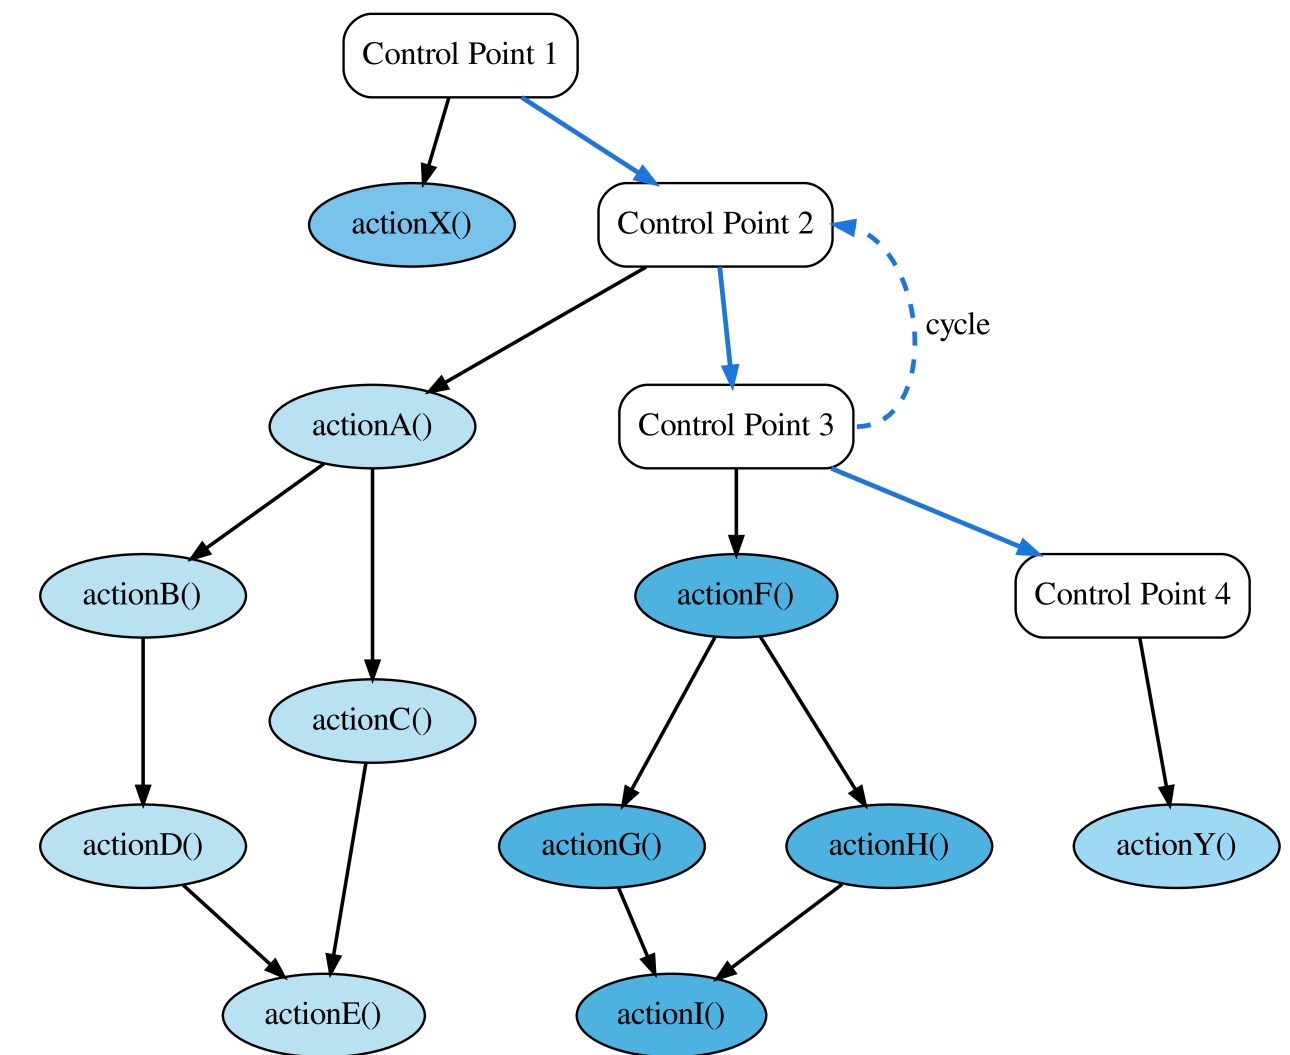 Control Point 1
actionX()
Control Point 2
cycle
actionA()
Control Point 3
actionB()
actionF()
Control Point 4
actionC()
actionD()
actionG()
actionH()
actionY()
actionE()
actionI()